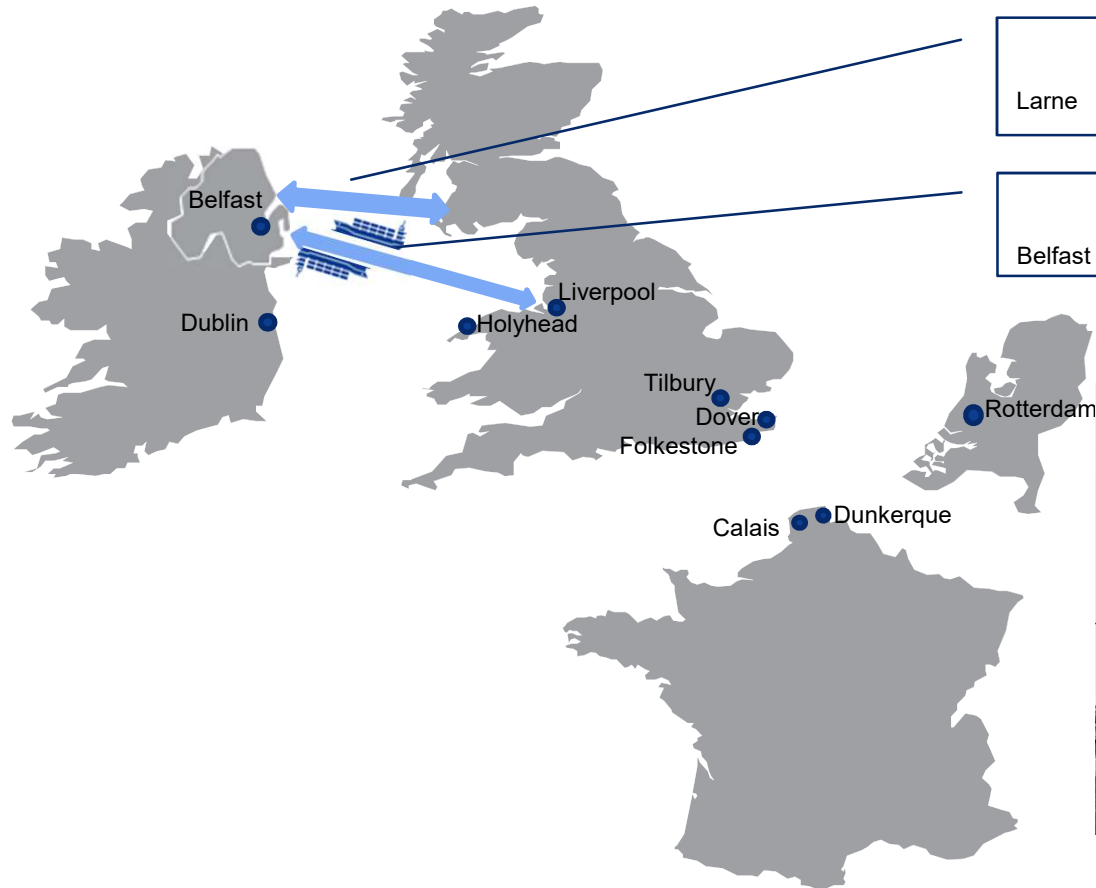 Larne
Belfast
Belfast
Liverpool
Dublin
Holyhead
Tilbury
Dover
Rotterdam
Folkestone
Calais
Dunkerque